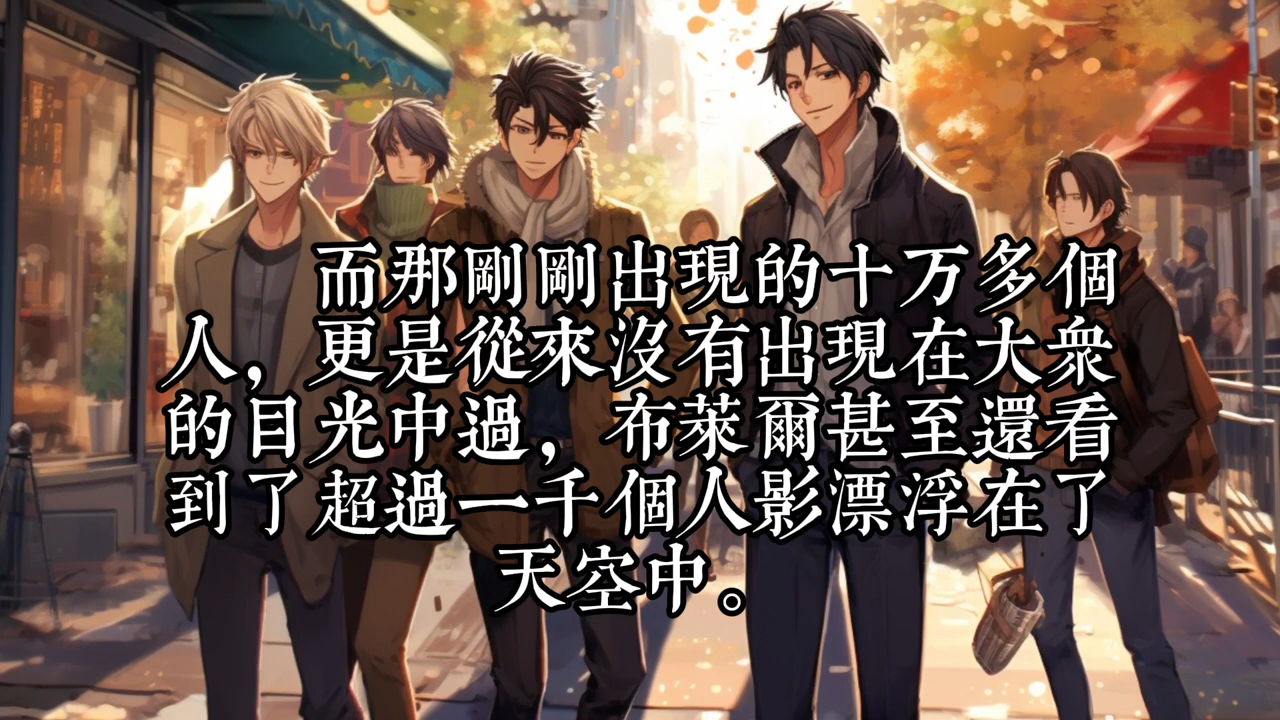 而那剛剛出現的十万多個
人，更是從來沒有出現在大衆
的目光中過，布萊爾甚至還看
到了超過一千個人影漂浮在了
天空中。